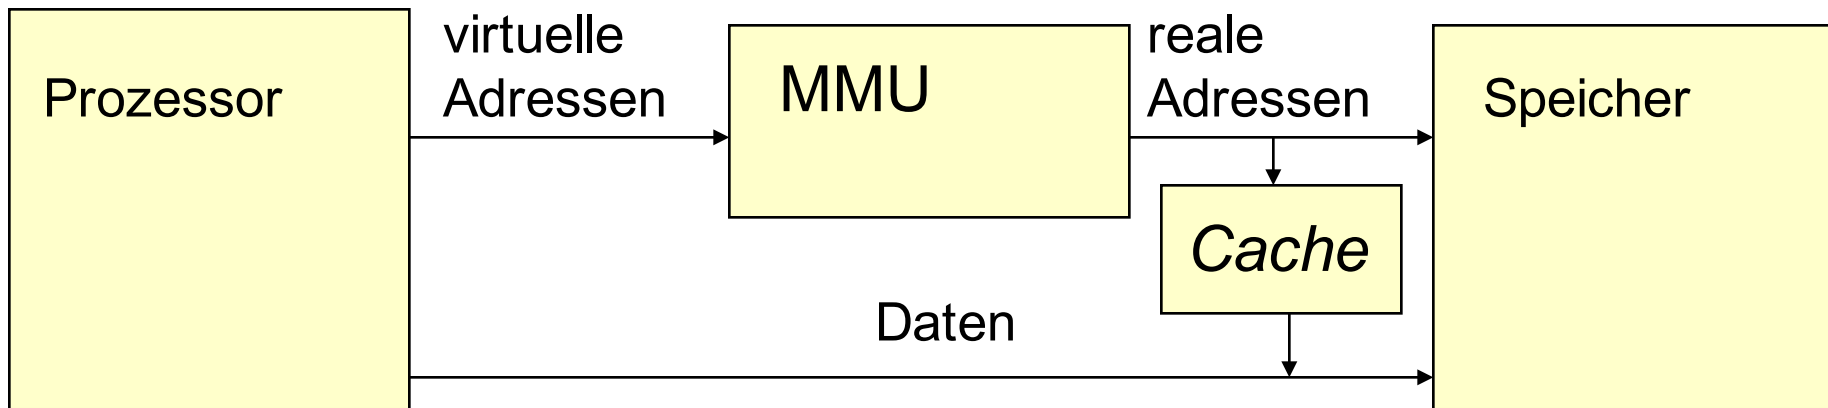 Prozessor
virtuelle
Adressen
MMU
reale
Adressen
Speicher
Cache
Daten